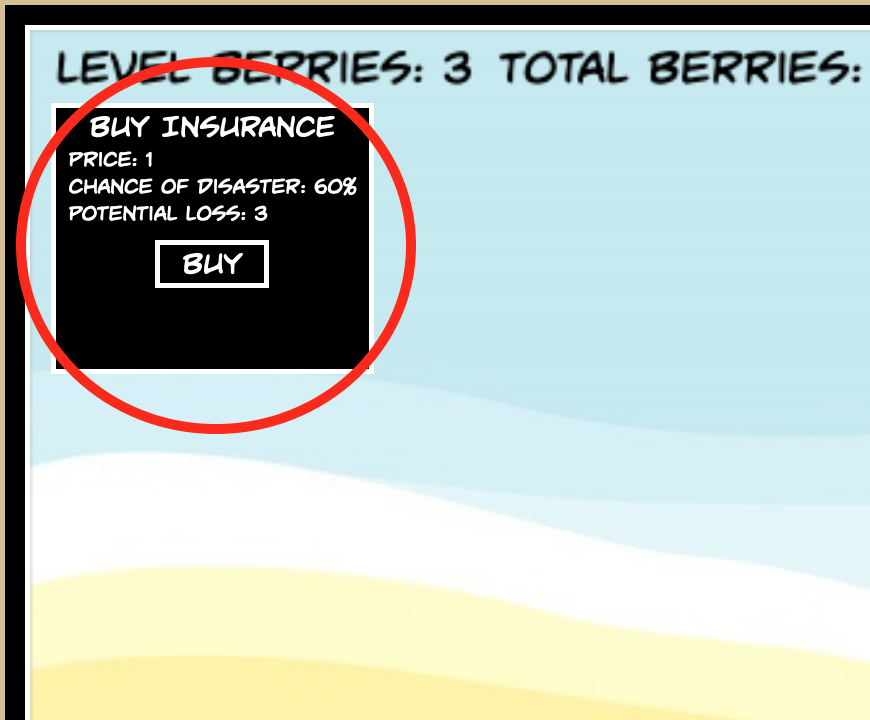 LEVEL BERRIES: 3 TOTAL BERRIES:
BUY INSURANCE
PRICE: 1
CHANCE OF DISASTER: 60%
POTENTIAL LOSS: 3
BUY